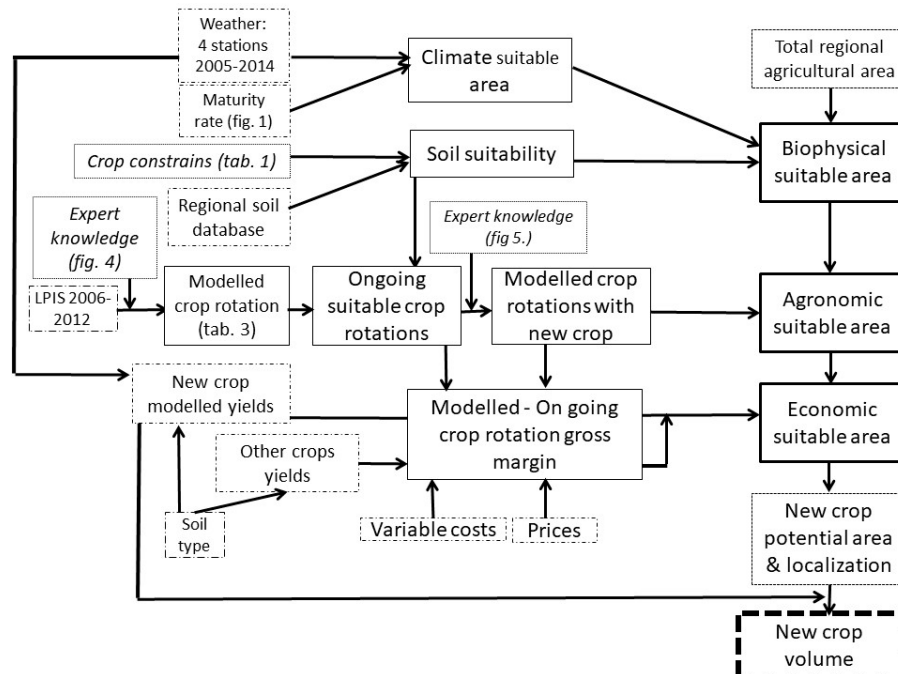 Weather:
4 stations
2005-2014
Climate suitable
area
Total regional
agricultural area
Maturity
rate (fig. 1)
Crop constrains (tab. 1)
Soil suitability
Biophysical
suitable area
Regional soil
database
Expert
knowledge
(fig. 4)
Expert knowledge
(fig 5.)
LPIS 2006-
2012
Modelled
crop rotation
(tab. 3)
Ongoing
suitable crop
rotations
Modelled crop
rotations with
new crop
Agronomic
suitable area
New crop
modelled yields
Modelled - On going
crop rotation gross
margin
Economic
suitable area
Other crops
yields
Soil
type
Variable costs
Prices
New crop
potential area
& localization
New crop
volume